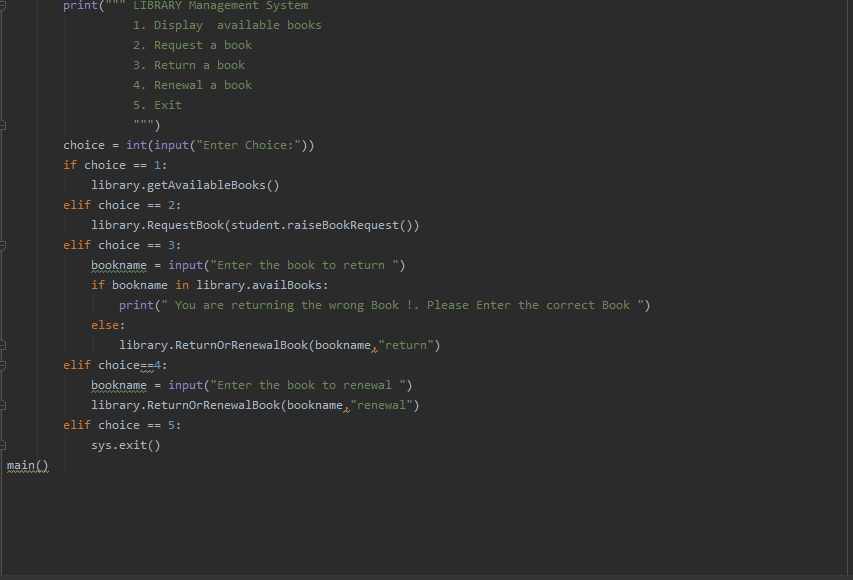 print(""" LIBRARY Management System
1. Display  available books
2. Request a book
3. Return a book
4. Renewal a book
5. Exit
""")
choice = int(input("Enter Choice:"))
if choice == 1:
library.getAvailableBooks()
elif choice == 2:
library.RequestBook(student.raiseBookRequest())
elif choice == 3:
bookname = input("Enter the book to return ")
if bookname in library.availBooks:
print(" You are returning the wrong Book !. Please Enter the correct Book ")
else:
library.ReturnOrRenewalBook(bookname,"return")
elif choice==4:
bookname = input("Enter the book to renewal ")
library.ReturnOrRenewalBook(bookname,"renewal")
elif choice == 5:
sys.exit()
main()